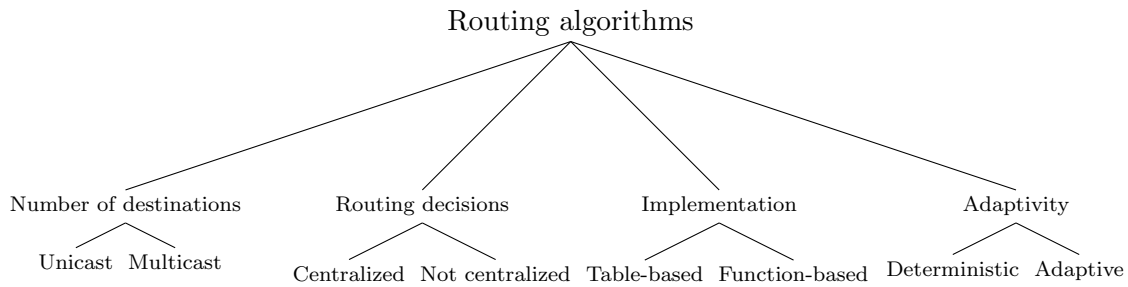 Routing algorithms
Number of destinations Routing decisions Implementation Adaptivity
Unicast Multicast Centralized Not centralized Table-based Function-based Deterministic Adaptive